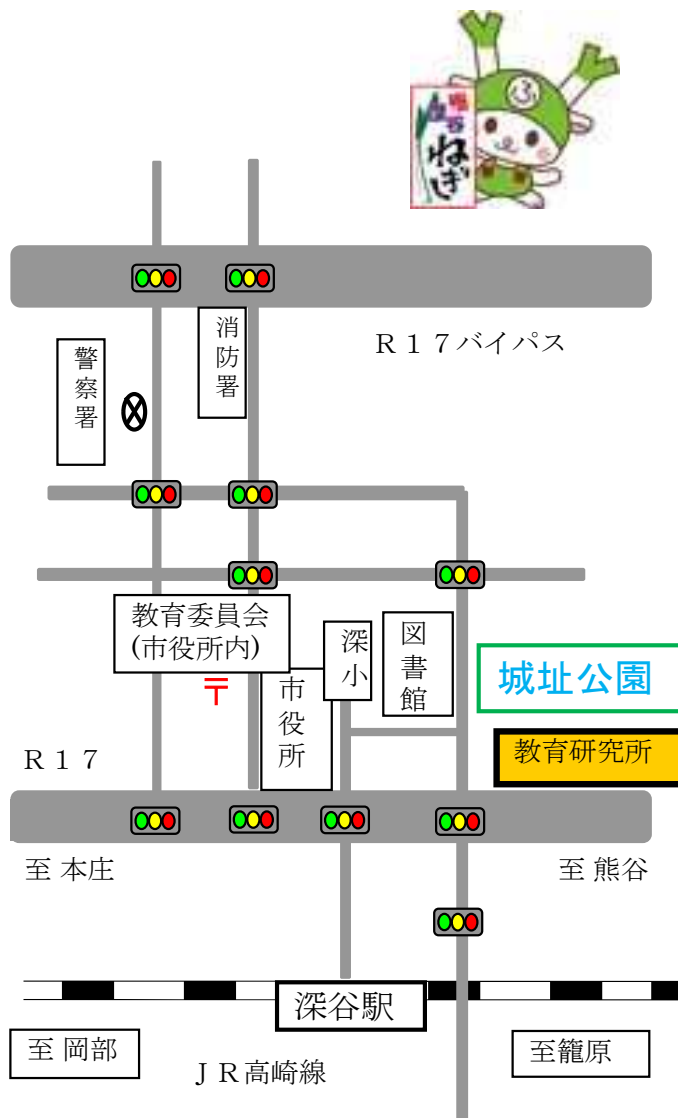 ふ
深谷
ねぎ
R17バイパス
消防署
警察署
教育委員会
(市役所内)
深小
図書館
城址公園
〒
市役所
教育研究所
R17
至 本庄
至 熊谷
深谷駅
至 岡部
至籠原
JR高崎線